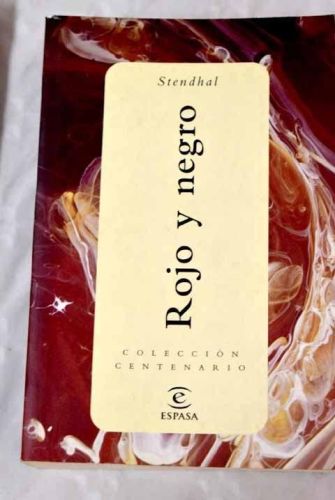 Stendhal
Rojo y negro
COLECCIÓN
CENTENARIO
e
ESPASA